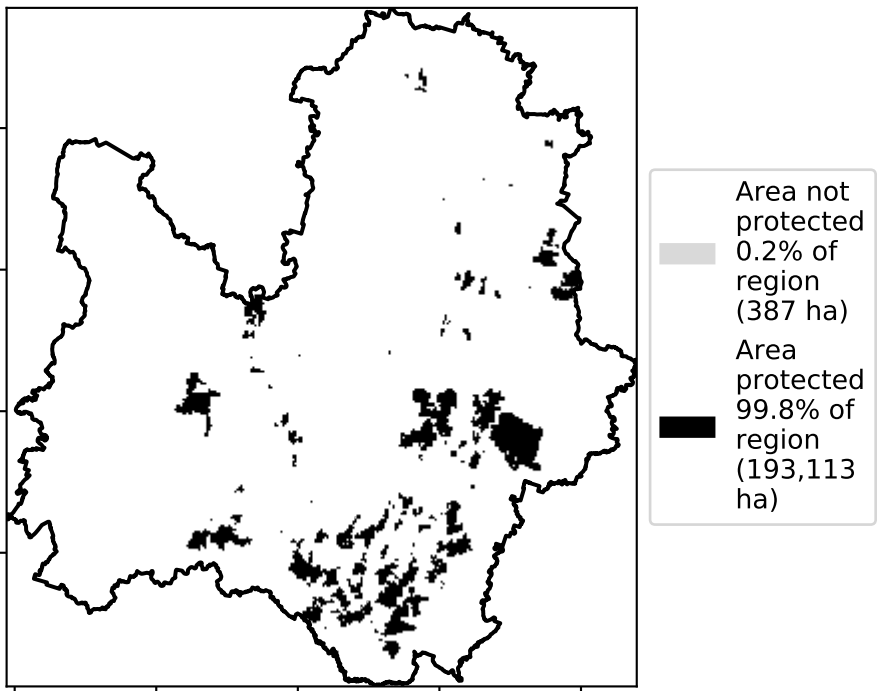 Area not
protected
0.2% of
region
(387 ha)
Area
protected
99.8% of
region
(193,113
ha)